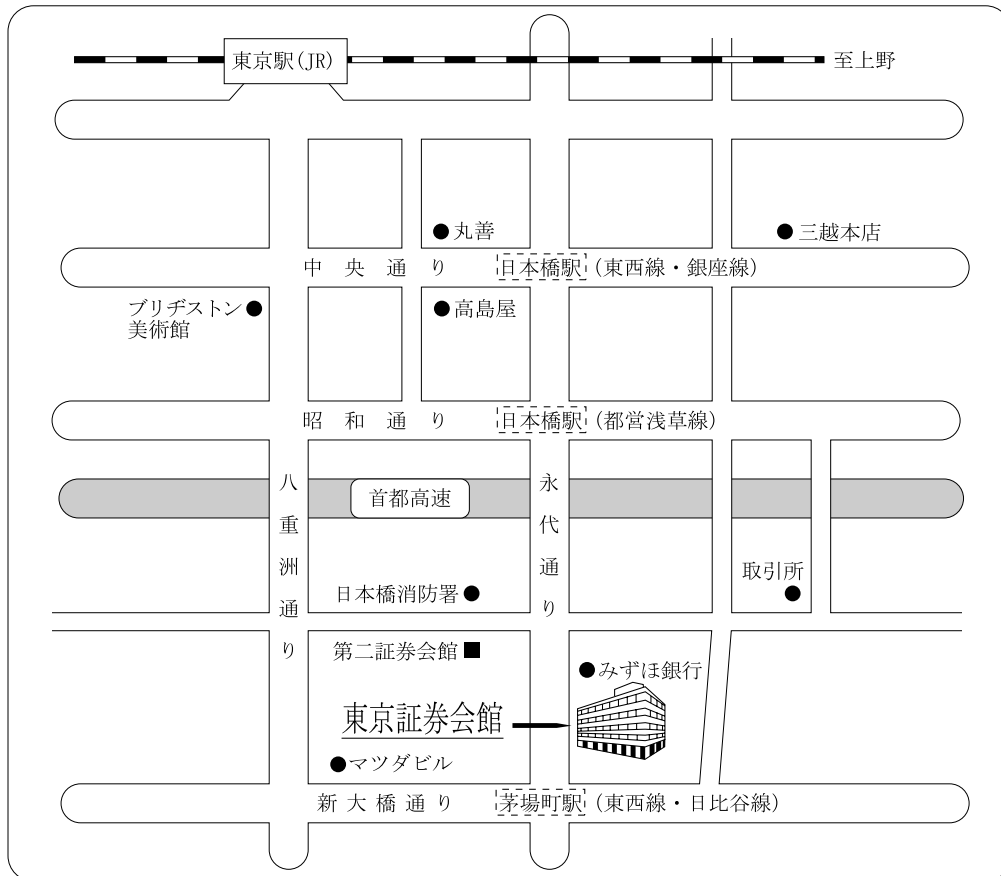 東京駅(JR)
至上野
丸善
三越本店
中央通り
日本橋駅
(東西線・銀座線)
ブリヂストン
美術館
高島屋
昭和通り
日本橋駅
(都営浅草線)
八重洲通り
首都高速
永代通り
取引所
日本橋消防署
第二証券会館
みずほ銀行
東京証券会館
マツダビル
新大橋通り
茅場町駅
(東西線・日比谷線)